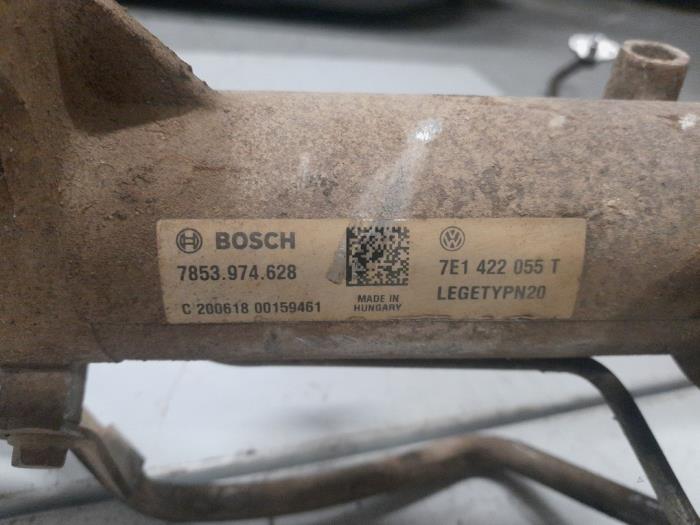 BOSCH
7853.974.628
C 200618 00159461
MADE IN
HUNGARY
7E1 422 055 T
LEGETYPN20